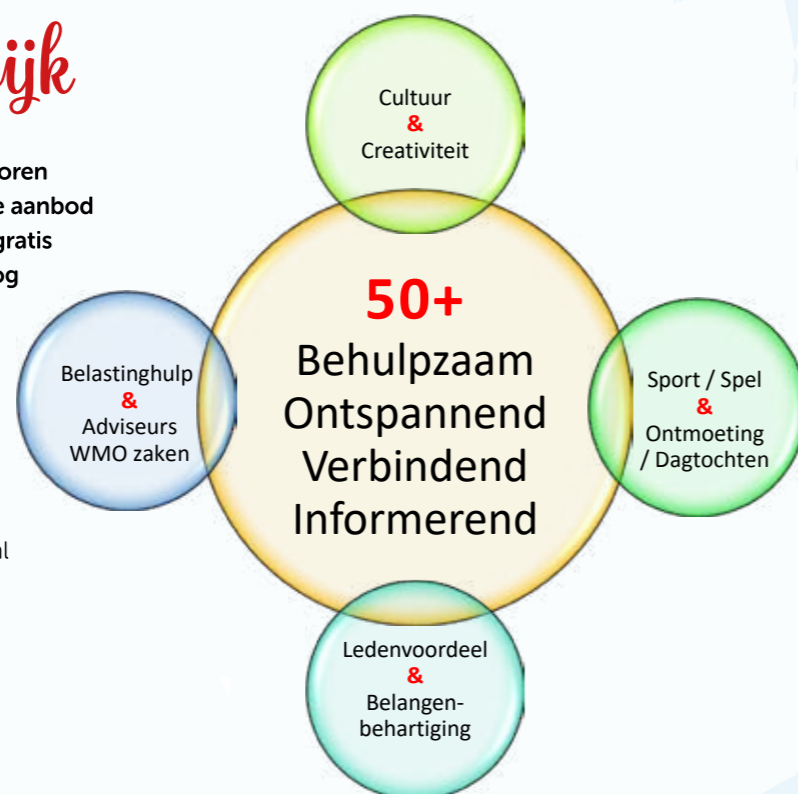 ijk
oren
e aanbod
gratis
og
al
Cultuur
&
Creativiteit
50+
Behulpzaam
Ontspannend
Verbindend
Informerend
Belastinghulp
&
Adviseurs
WMO zaken
Sport / Spel
&
Ontmoeting
/ Dagtochten
Ledenvoordeel
&
Belangen-
behartiging